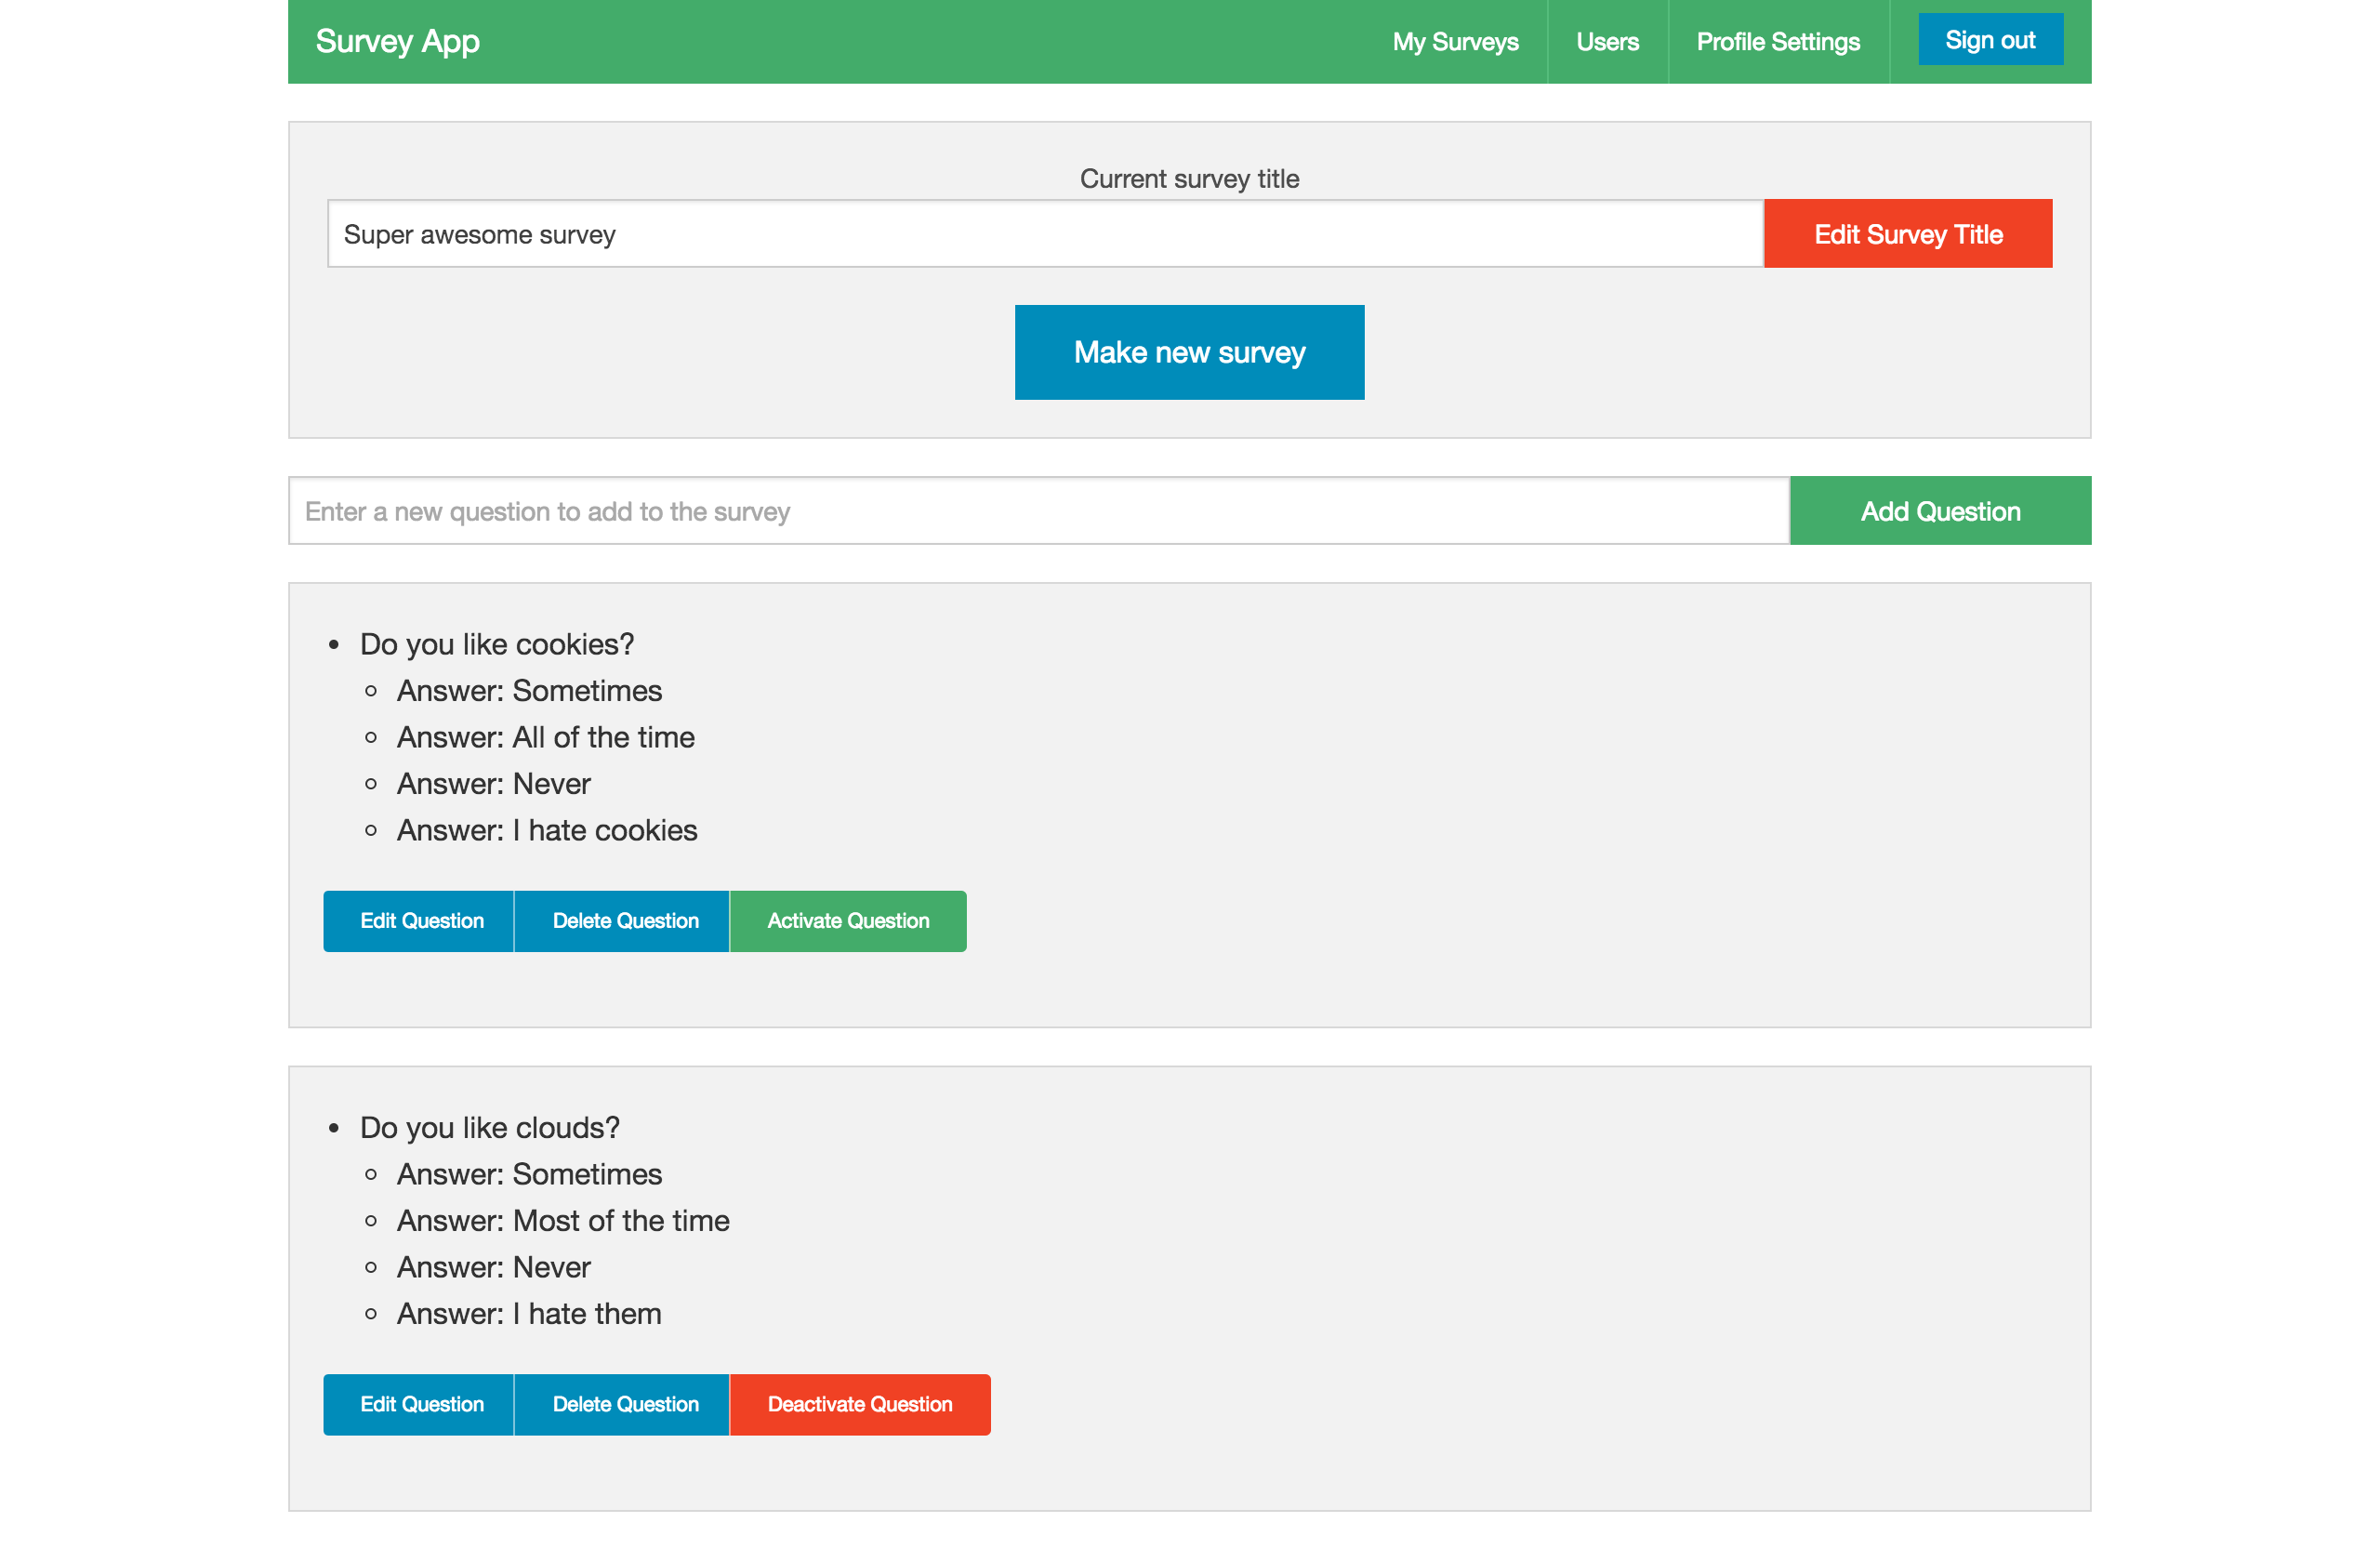 Survey App My Surveys Users Profile Settings Sign out
Current survey title
Super awesome survey Edit Survey Title
Make new survey
Enter a new question to add to the survey Add Question
Do you like cookies?
Answer: Sometimes
Answer: All of the time
Answer: Never
Answer: I hate cookies
Edit Question Delete Question Activate Question
Do you like clouds?
Answer: Sometimes
Answer: Most of the time
Answer: Never
Answer: I hate them
Edit Question Delete Question Deactivate Question